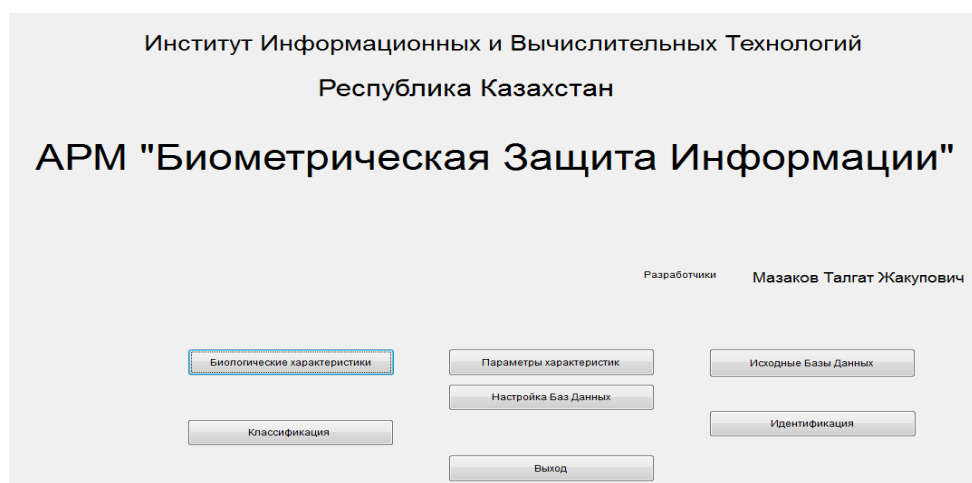 Институт Информационных и Вычислительных Технологий
Республика Казахстан
АРМ "Биометрическая Защита Информации"
Разработчики Мазаков Талгат Жакупович
Биологические характеристики Параметры характеристик Исходные Базы Данных
Настройка Баз Данных
Классификация Идентификация
Выход